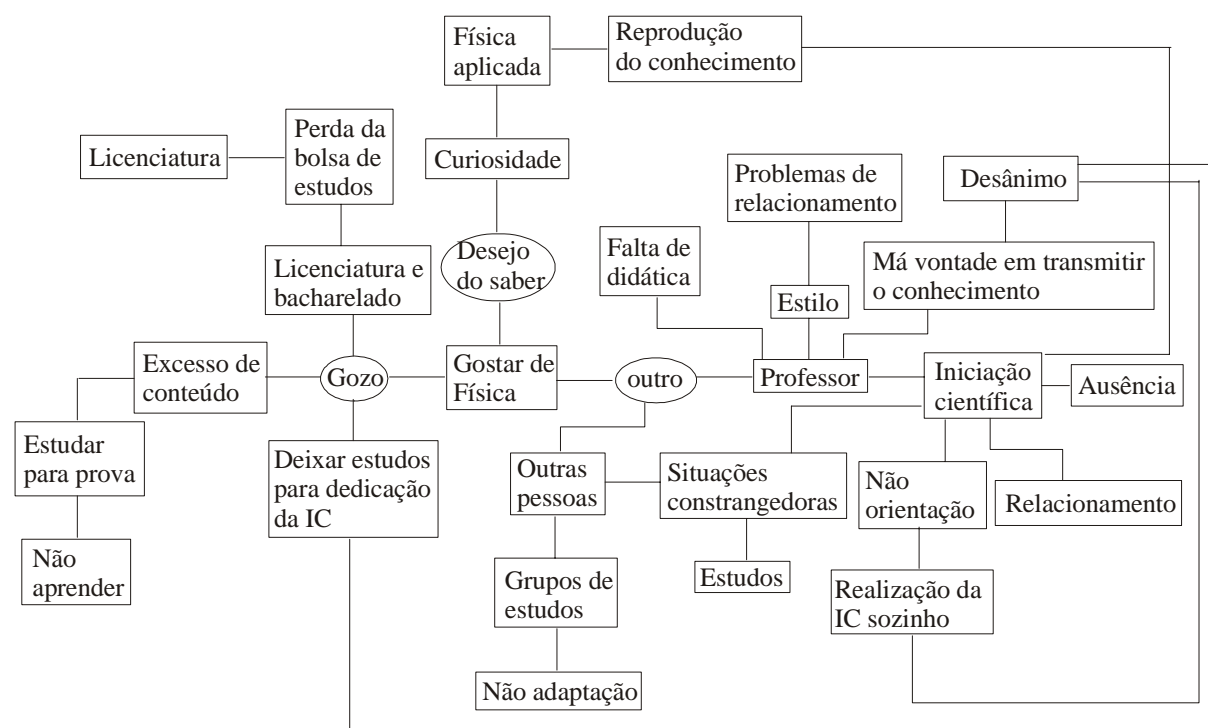 Física
aplicada
Reprodução
do conhecimento
Licenciatura
Perda da
bolsa de
estudos
Curiosidade
Problemas de
relacionamento
Desânimo
Licenciatura e
bacharelado
Desejo
do saber
Falta de
didática
Estilo
Má vontade em transmitir
o conhecimento
Excesso de
conteúdo
Gozo
Gostar de
Física
outro
Professor
Iniciação
científica
Ausência
Estudar
para prova
Deixar estudos
para dedicação
da IC
Outras
pessoas
Situações
constrangedoras
Não
orientação
Relacionamento
Não
aprender
Grupos de
estudos
Estudos
Realização da
IC sozinho
Não adaptação